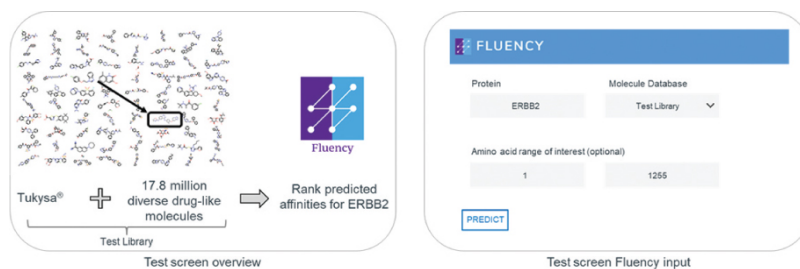 Fluency
Tukysa®
17.8 million
diverse drug-like
molecules
Rank predicted
affinities for ERBB2
Test Library
Test screen overview
FLUENCY
Protein
Molecule Database
ERBB2
Test Library
Amino acid range of interest (optional)
1
1255
PREDICT
Test screen Fluency input